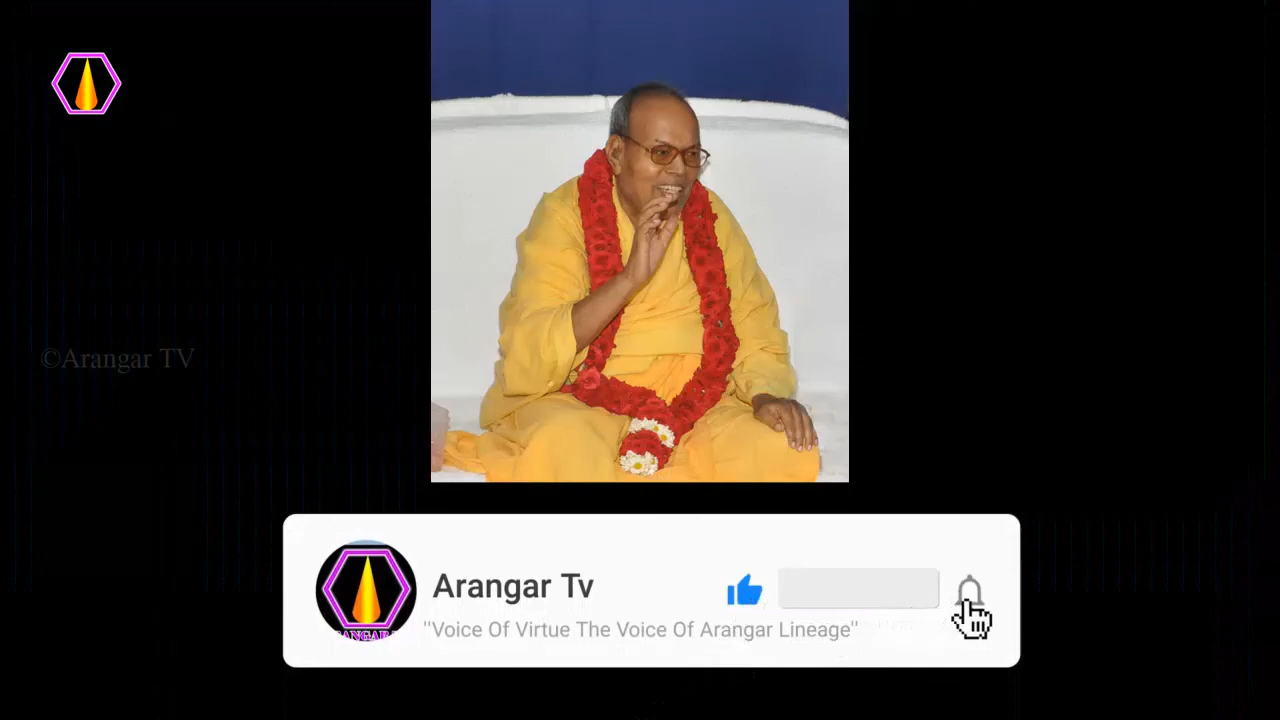 ©Arangar TV
Arangar Tv
"Voice Of Virtue The Voice Of Arangar Lineage"